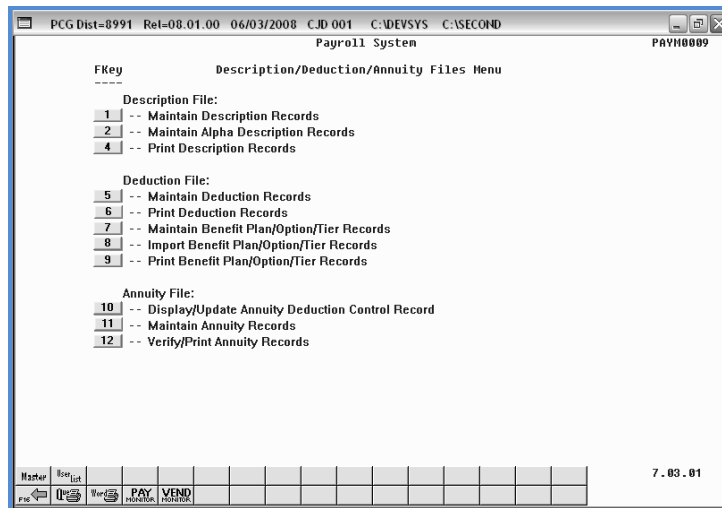 PCG Dist=8991 Rel=08.01.00 06/03/2008 CJD 001 C:\DEVSYS C:\SECOND
Payroll System PAYM0009
FKey Description/Deduction/Annuity Files Menu
----
Description File:
1 -- Maintain Description Records
2 -- Maintain Alpha Description Records
4 -- Print Description Records
Deduction File:
5 -- Maintain Deduction Records
6 -- Print Deduction Records
7 -- Maintain Benefit Plan/Option/Tier Records
8 -- Import Benefit Plan/Option/Tier Records
9 -- Print Benefit Plan/Option/Tier Records
Annuity File:
10 -- Display/Update Annuity Deduction Control Record
11 -- Maintain Annuity Records
12 -- Verify/Print Annuity Records
Master User List 7.03.01
F16 Que Word PAY MONITOR VEND MONITOR